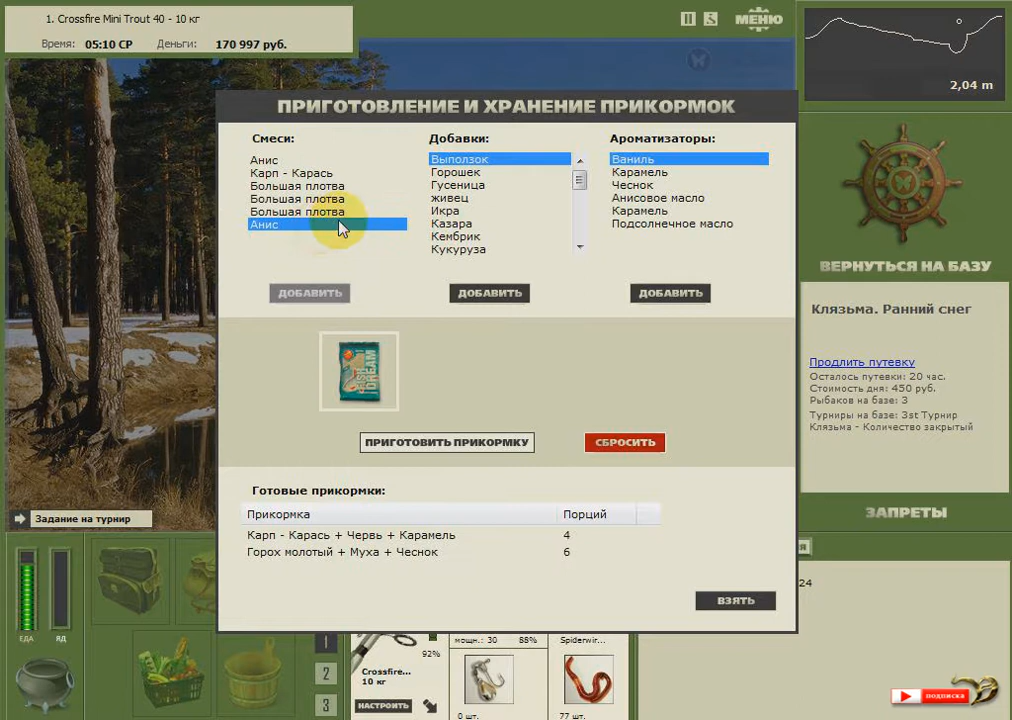 1. Crossfire Mini Trout 40 - 10 кг
Время: 05:10 СР Деньги: 170 997 руб.
МЕНЮ
2,04 m
ПРИГОТОВЛЕНИЕ И ХРАНЕНИЕ ПРИКОРМОК
Смеси:
Анис
Карп - Карась
Большая плотва
Большая плотва
Большая плотва
Анис
ДОБАВИТЬ
Добавки:
Выползок
Горошек
Гусеница
живец
Икра
Казара
Кембрик
Кукуруза
ДОБАВИТЬ
Ароматизаторы:
Ваниль
Карамель
Чеснок
Анисовое масло
Карамель
Подсолнечное масло
ДОБАВИТЬ
DREAM
ПРИГОТОВИТЬ ПРИКОРМКУ
СБРОСИТЬ
Готовые прикормки:
Прикормка Порций
Карп - Карась + Червь + Карамель 4
Горох молотый + Муха + Чеснок 6
ВЗЯТЬ
ВЕРНУТЬСЯ НА БАЗУ
Клязьма. Ранний снег
Продлить путевку
Осталось путевки: 20 час.
Стоимость дня: 450 руб.
Рыбаков на базе: 3
Турниры на базе: 3st Турнир
Клязьма - Количество закрытый
ЗАПРЕТЫ
Я
24
Задание на турнир
ЕДА
ЯД
1
2
3
92%
Crossfire...
10 кг
НАСТРОИТЬ
мощн.: 30 88%
0 шт.
Spiderwir...
77 шт.
подписка